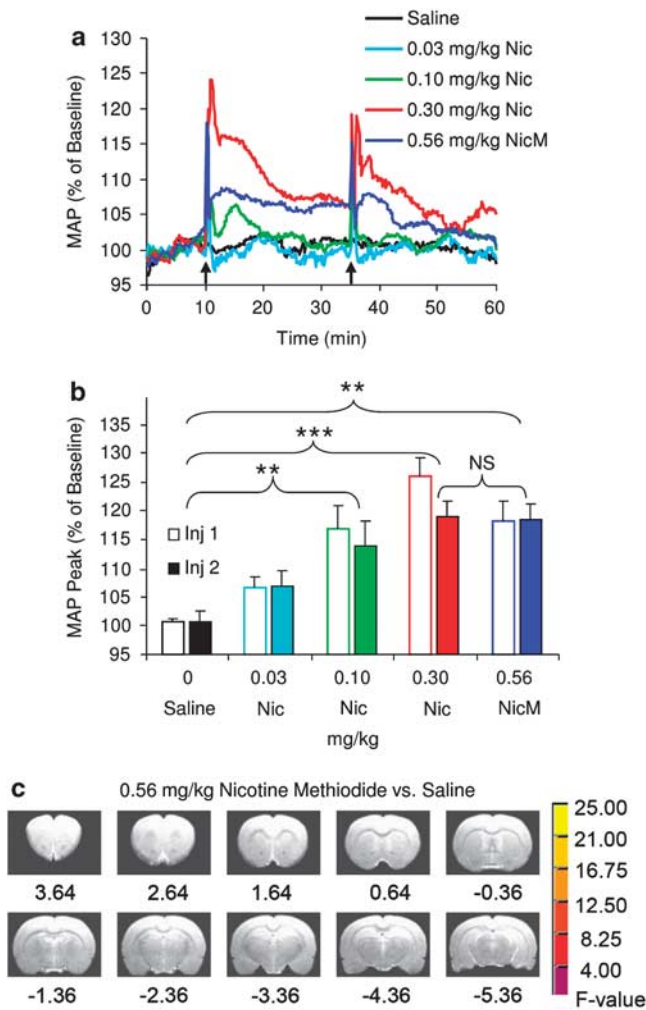 a
Saline
0.03 mg/kg Nic
0.10 mg/kg Nic
0.30 mg/kg Nic
0.56 mg/kg NicM
MAP (% of Baseline)
130
125
120
115
110
105
100
95
0 10 20 30 40 50 60
Time (min)
b
MAP Peak (% of Baseline)
135
130
125
120
115
110
105
100
95
**
***
**
NS
Inj 1
Inj 2
0 0.03 0.10 0.30 0.56
Saline Nic Nic Nic NicM
mg/kg
c
0.56 mg/kg Nicotine Methiodide vs. Saline
3.64 2.64 1.64 0.64 -0.36
-1.36 -2.36 -3.36 -4.36 -5.36
25.00
21.00
16.75
12.50
8.25
4.00
F-value